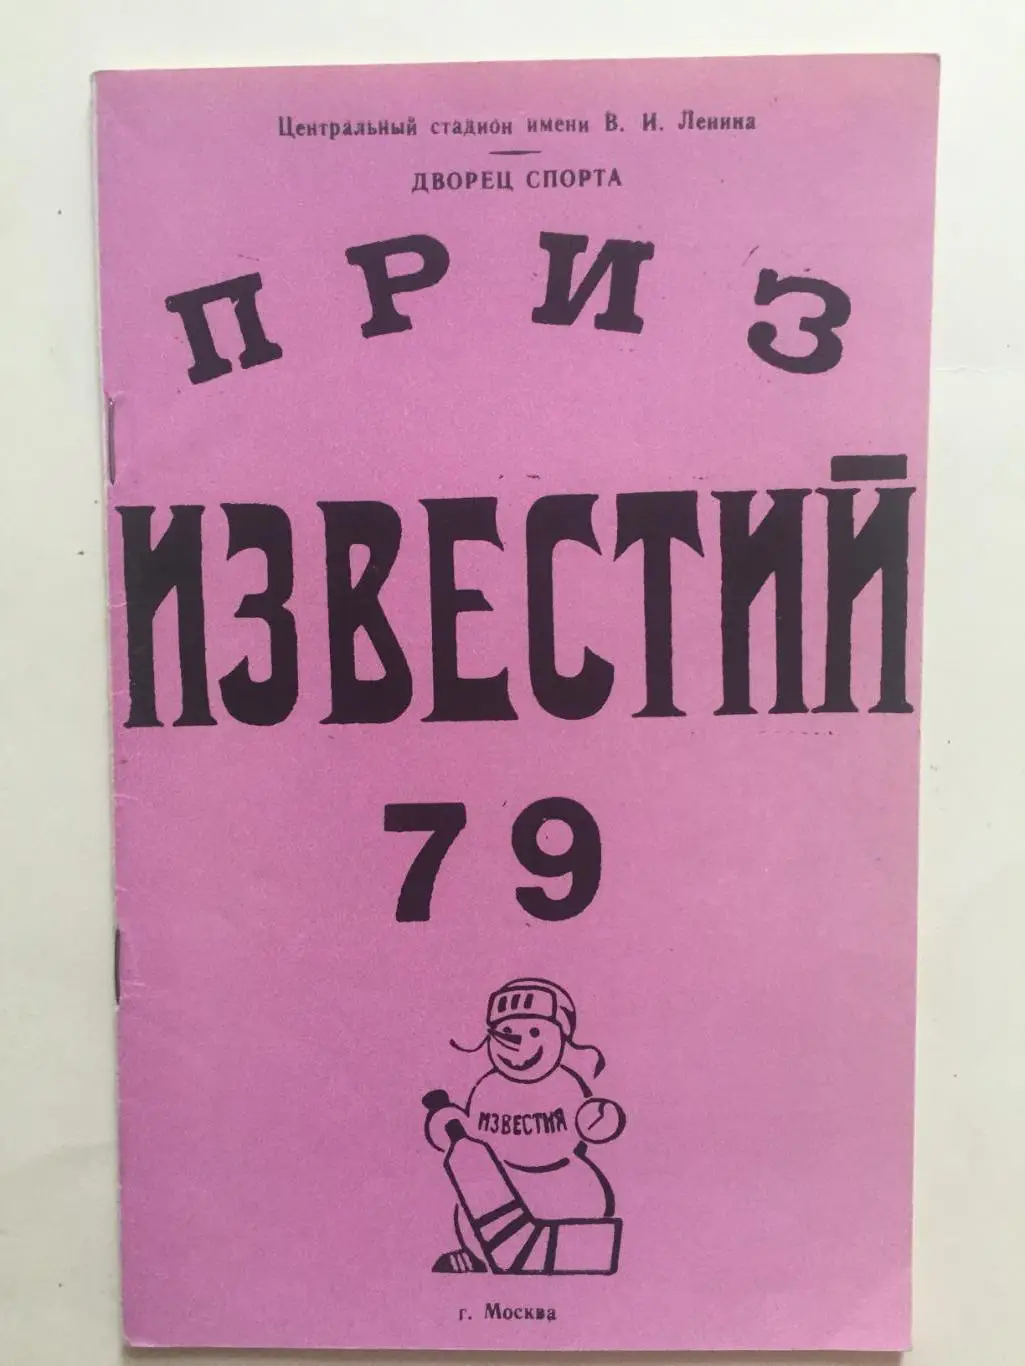 Центральный стадион имени В. И. Ленина
ДВОРЕЦ СПОРТА
ПРИЗ
ИЗВЕСТИЙ
79
ИЗВЕСТИЯ
г. Москва